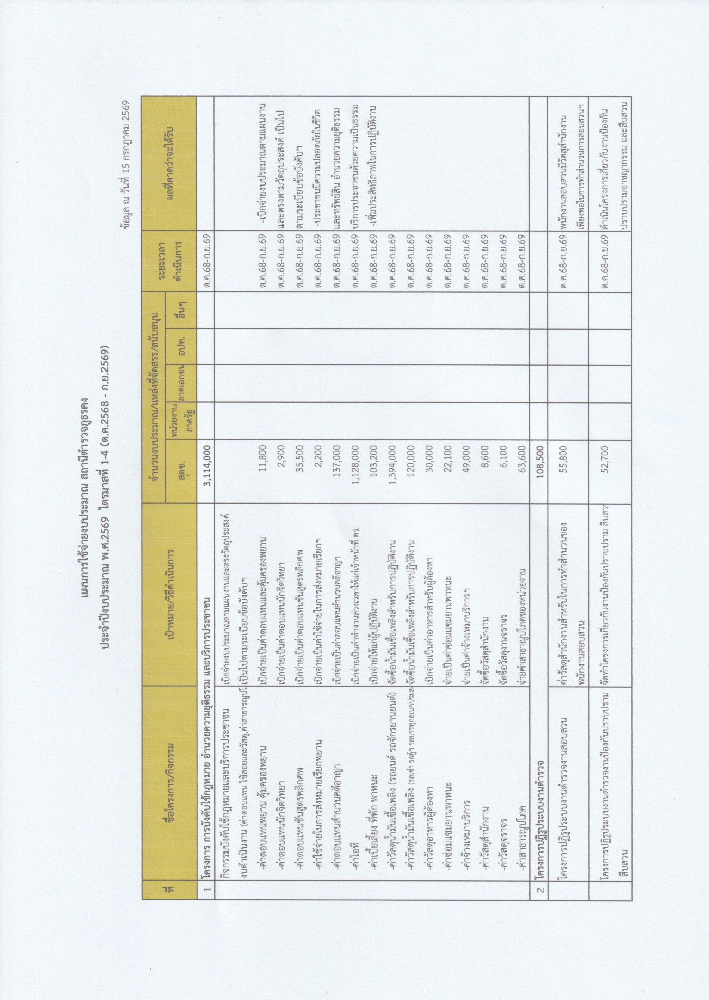 แผนการใช้จ่ายงบประมาณ สถานีตำรวจภูธรคง
ประจำปีงบประมาณ พ.ศ.2569 ไตรมาสที่ 1-4 (ต.ค.2568 - ก.ย.2569)
ข้อมูล ณ วันที่ 15 กรกฎาคม 2569
ที่ ชื่อโครงการ/กิจกรรม เป้าหมาย/วิธีดำเนินการ จำนวนงบประมาณ/แหล่งที่จัดสรร/สนับสนุน ระยะเวลา ผลที่คาดว่าจะได้รับ
สตช. หน่วยงาน ภาคเอกชน อปท. อื่นๆ ดำเนินการ
ภาครัฐ
1 โครงการ การบังคับใช้กฎหมาย อำนวยความยุติธรรม และบริการประชาชน 3,114,000 ต.ค.68-ก.ย.69
กิจกรรมบังคับใช้กฎหมายและบริการประชาชน เบิกจ่ายงบประมาณตามแผนงานและตรงวัตถุประสงค์
งบดำเนินงาน (ค่าตอบแทน ใช้สอยและวัสดุ,ค่าสาธารณูปโ เป็นไปตามระเบียบข้อบังคับฯ
-ค่าตอบแทนพยาน คุ้มครองพยาน เบิกจ่ายเป็นค่าตอบแทนและคุ้มครองพยาน 11,800 ต.ค.68-ก.ย.69 -เบิกจ่ายงบประมาณตามแผนงาน
-ค่าตอบแทนนักจิตวิทยา เบิกจ่ายเป็นค่าตอบแทนนักจิตวิทยา 2,900 ต.ค.68-ก.ย.69 และตรงตามวัตถุประสงค์ เป็นไป
-ค่าตอบแทนชันสูตรพลิกศพ เบิกจ่ายเป็นค่าตอบแทนชันสูตรพลิกศพ 35,500 ต.ค.68-ก.ย.69 ตามระเบียบข้อบังคับฯ
-ค่าใช้จ่ายในการส่งหมายเรียกพยาน เบิกจ่ายเป็นค่าใช้จ่ายในการส่งหมายเรียกฯ 2,200 ต.ค.68-ก.ย.69 -ประชาชนมีความปลอดภัยในชีวิต
-ค่าตอบแทนสำนวนคดีอาญา เบิกจ่ายเป็นค่าตอบแทนสำนวนคดีอาญา 137,000 ต.ค.68-ก.ย.69 และทรัพย์สิน อำนวยความยุติธรรม
-ค่าโอที เบิกจ่ายเป็นค่าทำงานล่วงเวลาให้แก่เจ้าหน้าที่ ตร. 1,128,000 ต.ค.68-ก.ย.69 บริการประชาชนด้วยความเป็นธรรม
-ค่าเบี้ยเลี้ยง ที่พัก พาหนะ เบิกจ่ายให้แก่ผู้ปฏิบัติงาน 103,200 ต.ค.68-ก.ย.69 -เพิ่มประสิทธิภาพในการปฏิบัติงาน
-ค่าวัสดุน้ำมันเชื้อเพลิง (รถยนต์ รถจักรยานยนต์) จัดซื้อน้ำมันเชื้อเพลิงสำหรับการปฏิบัติงาน 1,394,000 ต.ค.68-ก.ย.69
-ค่าวัสดุน้ำมันเชื้อเพลิง (รถเช่า รถตู้ฯ รถบรรทุกอเนกประส จัดซื้อน้ำมันเชื้อเพลิงสำหรับการปฏิบัติงาน 120,000 ต.ค.68-ก.ย.69
-ค่าวัสดุอาหารผู้ต้องหา เบิกจ่ายเป็นค่าอาหารสำหรับผู้ต้องหา 30,000 ต.ค.68-ก.ย.69
-ค่าซ่อมแซมยานพาหนะ จ่ายเป็นค่าซ่อมแซมยานพาหนะ 22,100 ต.ค.68-ก.ย.69
-ค่าจ้างเหมาบริการ จ่ายเป็นค่าจ้างเหมาบริการฯ 49,000 ต.ค.68-ก.ย.69
-ค่าวัสดุสำนักงาน จัดซื้อวัสดุสำนักงาน 8,600 ต.ค.68-ก.ย.69
-ค่าวัสดุจราจร จัดซื้อวัสดุงานจราจร 6,100 ต.ค.68-ก.ย.69
-ค่าสาธารณูปโภค จ่ายค่าสาธาณูปโภคของหน่วยงาน 63,600 ต.ค.68-ก.ย.69
2 โครงการปฏิรูประบบงานตำรวจ 108,500
โครงการปฏิรูประบบงานตำรวจงานสอบสวน ค่าวัสดุสำนักงานสำหรับในการทำสำนวนของ 55,800 ต.ค.68-ก.ย.69 พนักงานสอบสวนมีวัดสุสำนักงาน
พนักงานสอบสวน เพียงพอในการทำสำนวนการสอบสวนฯ
โครงการปฏิรูประบบงานตำรวจงานป้องกันปราบปราม จัดทำโครงการเกี่ยวกับงานป้องกันปราบปราม สืบสว 52,700 ต.ค.68-ก.ย.69 ดำเนินโครงการเกี่ยวกับงานป้องกัน
สืบสวน ปราบปรามอาชญากรรม และสืบสวน